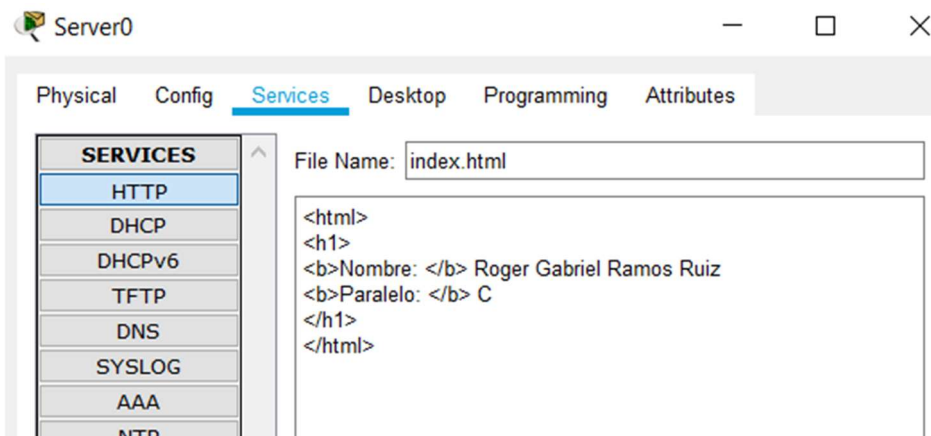 Server0
Physical Config Services Desktop Programming Attributes
SERVICES
HTTP
DHCP
DHCPv6
TFTP
DNS
SYSLOG
AAA
NTP
File Name: index.html
<html>
<h1>
<b>Nombre: </b> Roger Gabriel Ramos Ruiz
<b>Paralelo: </b> C
</h1>
</html>